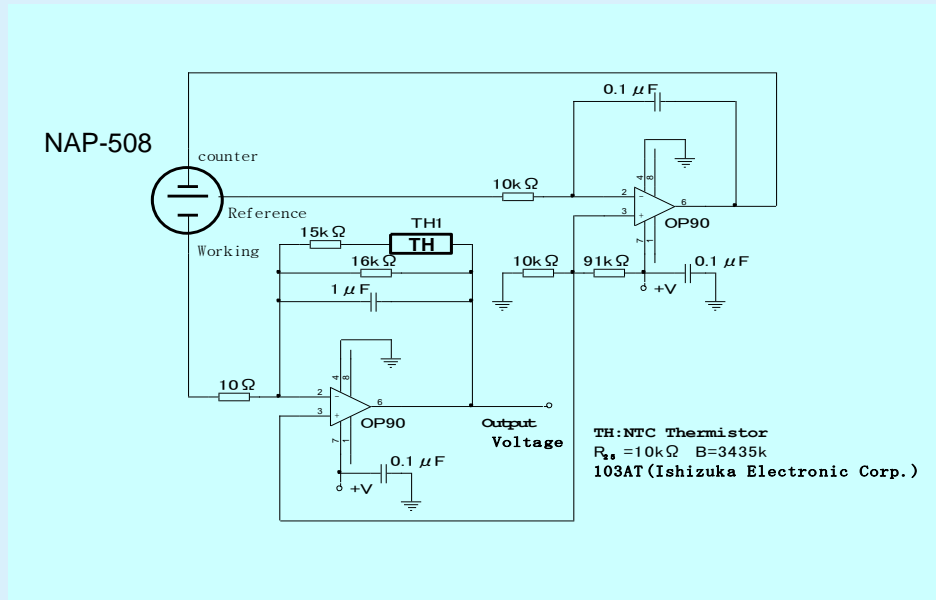 0.1 μF
NAP-508
counter
4
8
10kΩ
2
-
6
Reference
3
+
OP90
TH1
15kΩ
TH
7
1
Working
16kΩ
10kΩ
91kΩ
0.1 μF
1 μF
+V
4
8
10Ω
2
-
6
3
+
OP90
Output
Voltage
7
1
TH:NTC Thermistor
0.1 μF
R₂₅ =10kΩ B=3435k
+V
103AT(Ishizuka Electronic Corp.)